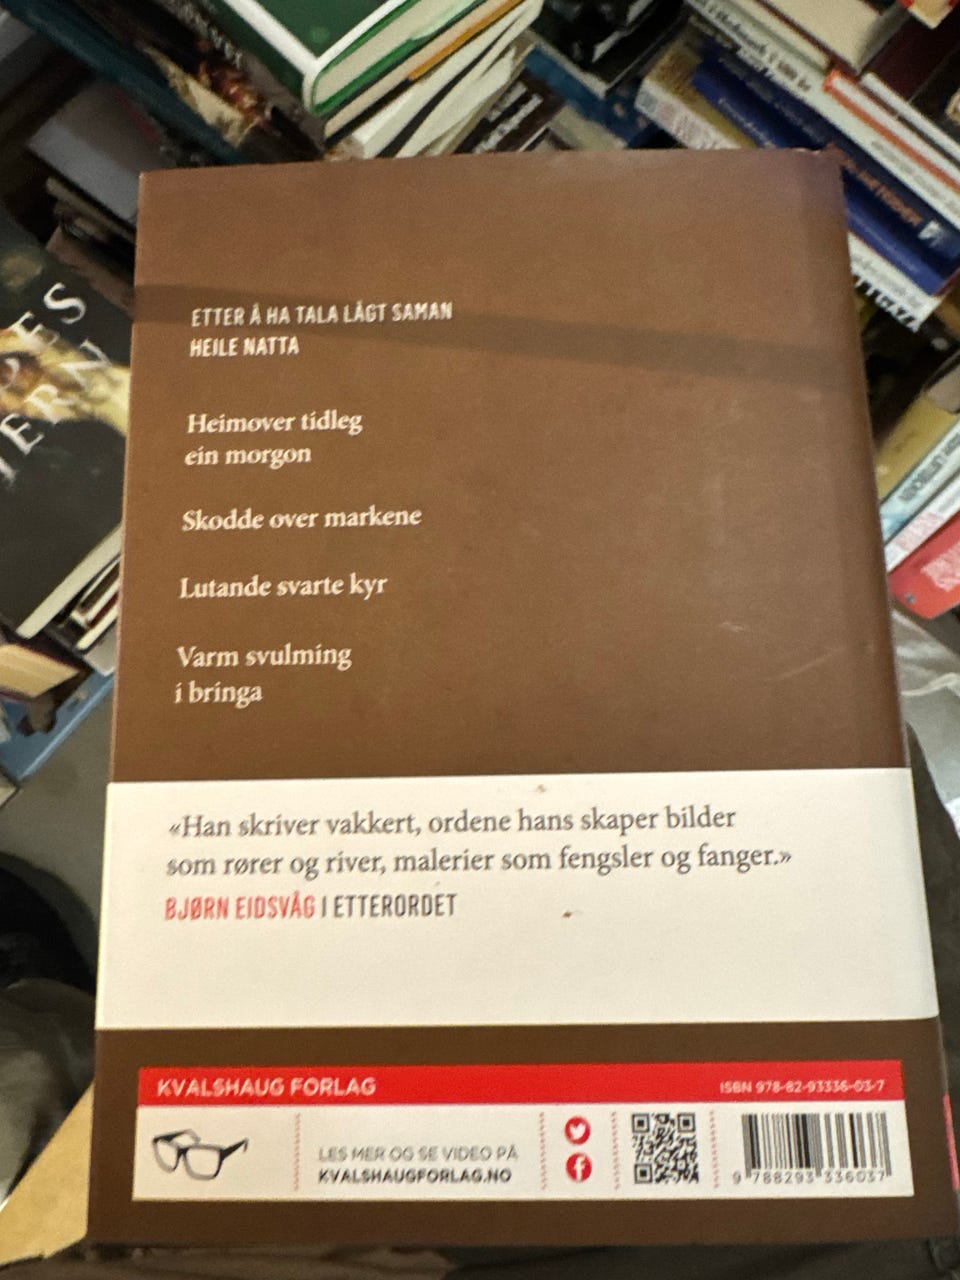 ETTER Å HA TALA LÅGT SAMAN
HEILE NATTA
Heimover tidleg
ein morgon
Skodde over markene
Lutande svarte kyr
Varm svulming
i bringa
«Han skriver vakkert, ordene hans skaper bilder
som rører og river, malerier som fengsler og fanger.»
BJØRN EIDSVÅG I ETTERORDET
KVALSHAUG FORLAG
ISBN 978-82-93336-03-7
LES MER OG SE VIDEO PÅ
KVALSHAUGFORLAG.NO
9 788293 336037